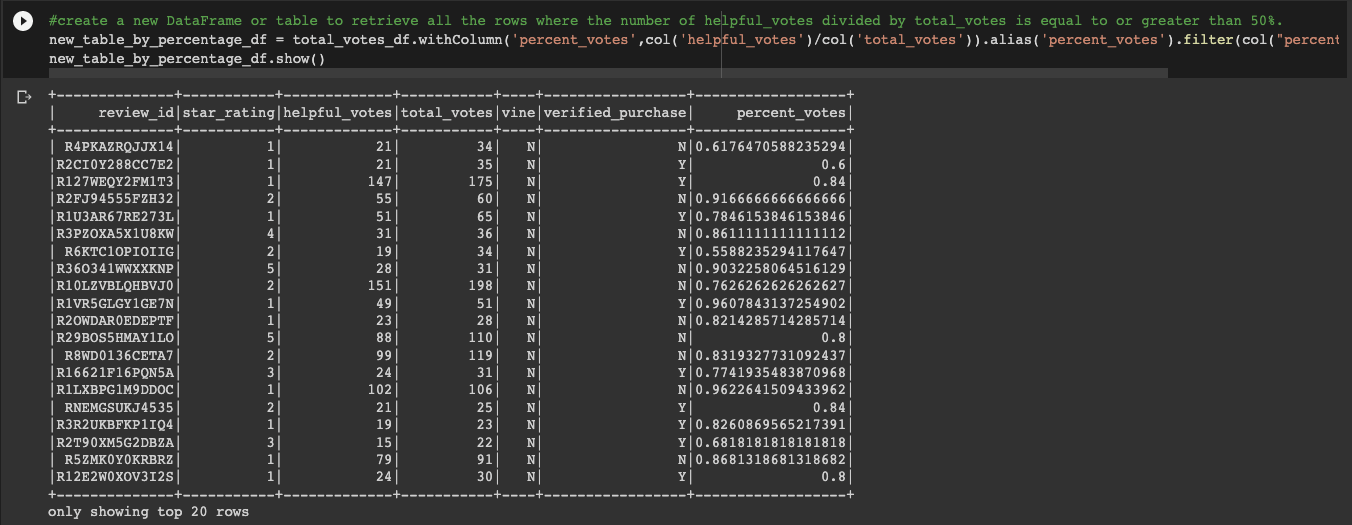 #create a new DataFrame or table to retrieve all the rows where the number of helpful_votes divided by total_votes is equal to or greater than 50%.
new_table_by_percentage_df = total_votes_df.withColumn('percent_votes',col('helpful_votes')/col('total_votes')).alias('percent_votes').filter(col("percent
new_table_by_percentage_df.show()
+--------------+-----------+-------------+-----------+----+-----------------+------------------+
|     review_id|star_rating|helpful_votes|total_votes|vine|verified_purchase|     percent_votes|
+--------------+-----------+-------------+-----------+----+-----------------+------------------+
| R4PKAZRQJJX14|          1|           21|         34|   N|                N|0.6176470588235294|
|R2CI0Y288CC7E2|          1|           21|         35|   N|                Y|               0.6|
|R127WEQY2FM1T3|          1|          147|        175|   N|                Y|              0.84|
|R2FJ94555FZH32|          2|           55|         60|   N|                N|0.9166666666666666|
|R1U3AR67RE273L|          1|           51|         65|   N|                Y|0.7846153846153846|
|R3PZOXA5X1U8KW|          4|           31|         36|   N|                N|0.8611111111111112|
| R6KTC1OPIOIIG|          2|           19|         34|   N|                Y|0.5588235294117647|
|R36O341WWXXKNP|          5|           28|         31|   N|                N|0.9032258064516129|
|R10LZVBLQHBVJ0|          2|          151|        198|   N|                N|0.7626262626262627|
|R1VR5GLGY1GE7N|          1|           49|         51|   N|                Y|0.9607843137254902|
|R2OWDAR0EDEPTF|          1|           23|         28|   N|                N|0.8214285714285714|
|R29BOS5HMAY1LO|          5|           88|        110|   N|                N|               0.8|
| R8WD0136CETA7|          2|           99|        119|   N|                N|0.8319327731092437|
|R16621F16PQN5A|          3|           24|         31|   N|                Y|0.7741935483870968|
|R1LXBPG1M9DDOC|          1|          102|        106|   N|                N|0.9622641509433962|
| RNEMGSUKJ4535|          2|           21|         25|   N|                Y|              0.84|
|R3R2UKBFKP1IQ4|          1|           19|         23|   N|                Y|0.8260869565217391|
|R2T90XM5G2DBZA|          3|           15|         22|   N|                Y|0.6818181818181818|
| R5ZMK0Y0KRBRZ|          1|           79|         91|   N|                N|0.8681318681318682|
|R12E2W0XOV3I2S|          1|           24|         30|   N|                Y|               0.8|
+--------------+-----------+-------------+-----------+----+-----------------+------------------+
only showing top 20 rows